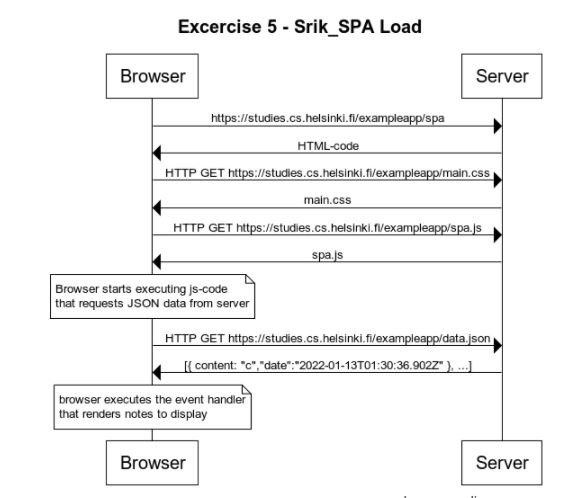 Excercise 5 - Srik_SPA Load
Browser
Server
https://studies.cs.helsinki.fi/exampleapp/spa
HTML-code
HTTP GET https://studies.cs.helsinki.fi/exampleapp/main.css
main.css
HTTP GET https://studies.cs.helsinki.fi/exampleapp/spa.js
spa.js
Browser starts executing js-code
that requests JSON data from server
HTTP GET https://studies.cs.helsinki.fi/exampleapp/data.json
[{ content: "c","date":"2022-01-13T01:30:36.902Z" }, ...]
browser executes the event handler
that renders notes to display
Browser
Server